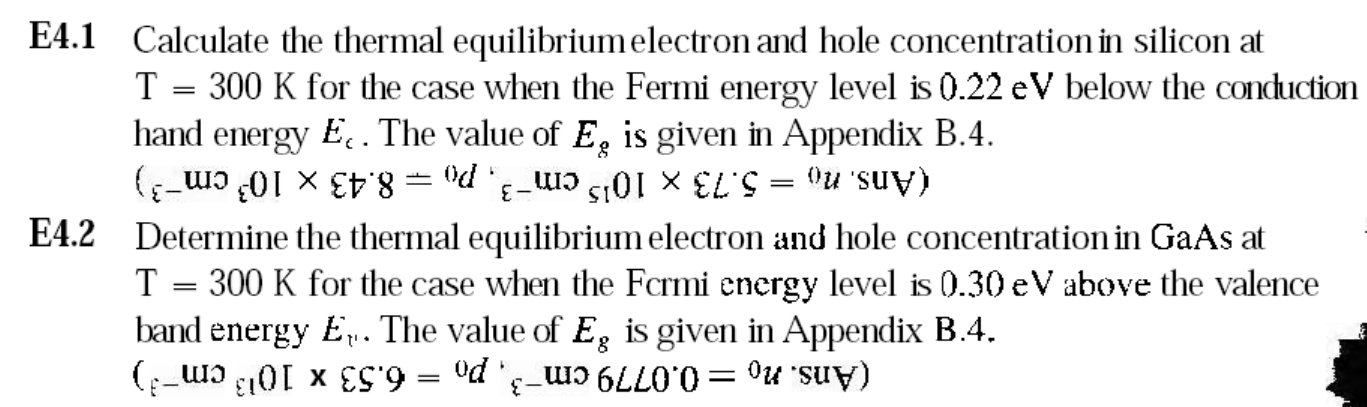 E4.1 Calculate the thermal equilibrium electron and hole concentration in silicon at
T = 300 K for the case when the Fermi energy level is 0.22 eV below the conduction
hand energy E_c. The value of E_g is given in Appendix B.4.
(Ans. n_0 = 5.73 × 10^15 cm^-3, p_0 = 8.43 × 10^3 cm^-3)
E4.2 Determine the thermal equilibrium electron and hole concentration in GaAs at
T = 300 K for the case when the Fermi energy level is 0.30 eV above the valence
band energy E_v. The value of E_g is given in Appendix B.4.
(Ans. n_0 = 0.0779 cm^-3, p_0 = 6.53 x 10^13 cm^-3)